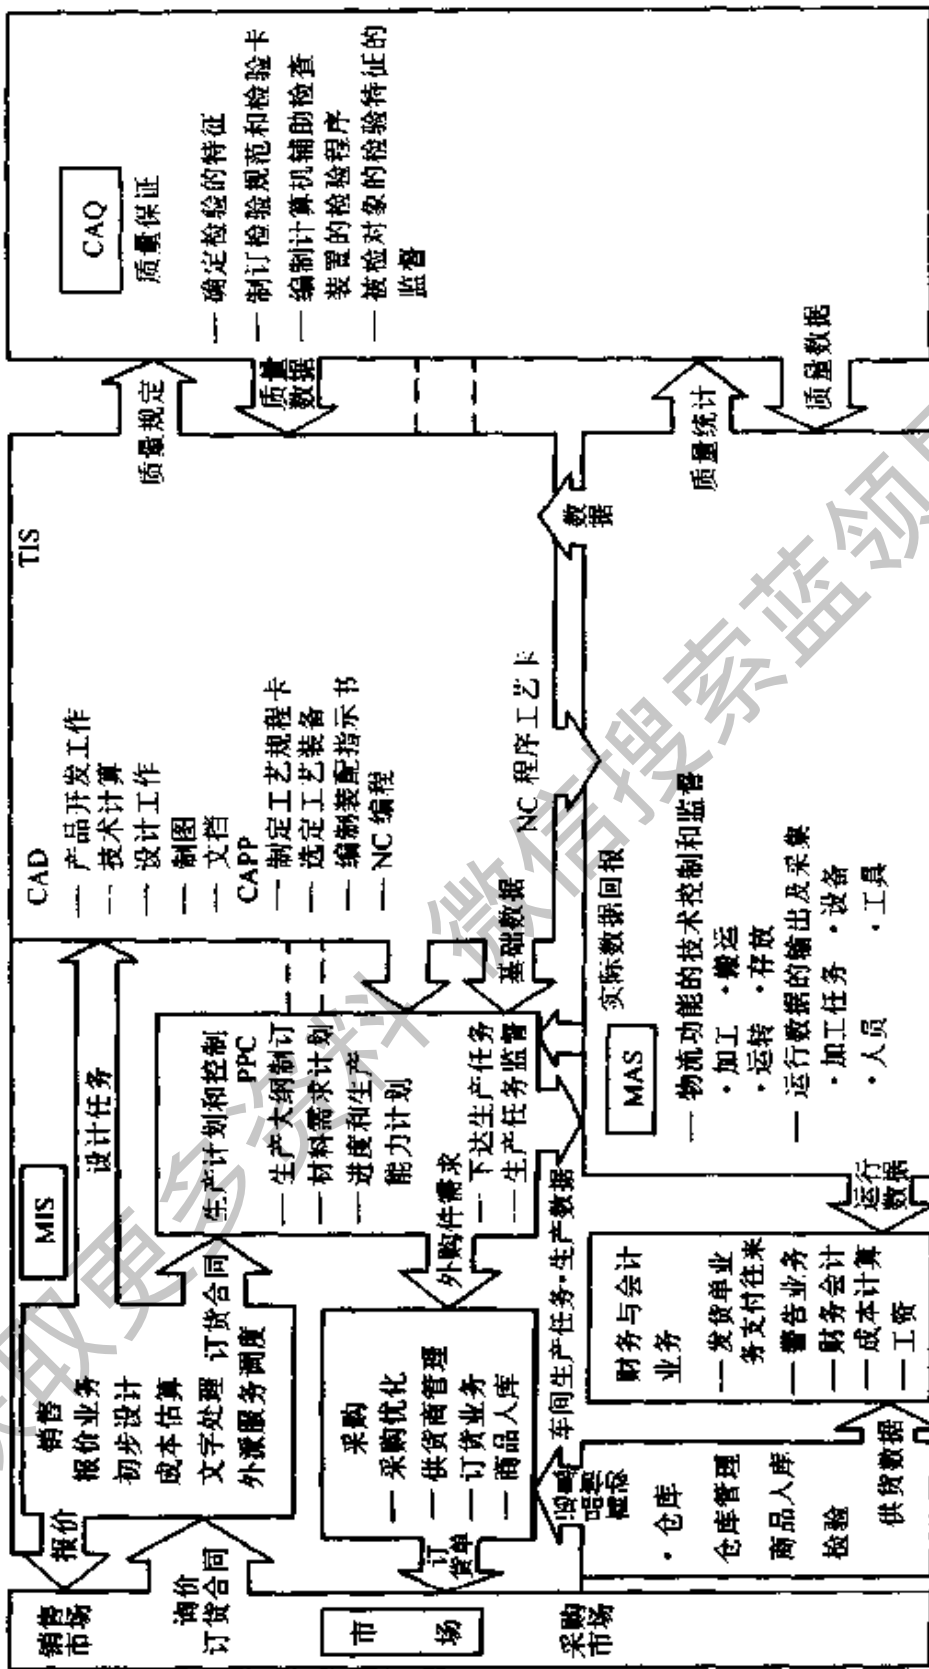 销售
市场
询价
订货合同
市场
采购
市场
报价
订货单
MIS
销售
报价业务
初步设计
成本估算
文字处理 订货合同
外派服务调度
设计任务
采购
— 采购优化
— 供货商管理
— 订货业务
— 商品入库
外购件需求
生产计划和控制
PPC
— 生产大纲制订
— 材料需求计划
— 进度和生产
能力计划
— 下达生产任务
— 生产任务监督
基础数据
车间生产任务·生产数据
· 仓库
仓库管理
商品入库
检验
供货数据
财务与会计
业务
— 发货单业
务支付往来
— 警告业务
— 财务会计
— 成本计算
— 工资
运行
数据
TIS
CAD
— 产品开发工作
— 技术计算
— 设计工作
— 制图
— 文档
CAPP
— 制定工艺规程卡
— 选定工艺装备
— 编制装配指示书
— NC 编程
NC 程序工艺卡
数据
实际数据回报
MAS
— 物流功能的技术控制和监督
·加工 ·搬运
·运转 ·存放
— 运行数据的输出及采集
·加工任务 ·设备
·人员 ·工具
质量规定
质量
数据
质量统计
质量数据
CAQ
质量保证
— 确定检验的特征
— 制订检验规范和检验卡
— 编制计算机辅助检查
装置的检验程序
— 被检对象的检验特征的
监督
获取更多资料 微信搜索蓝领